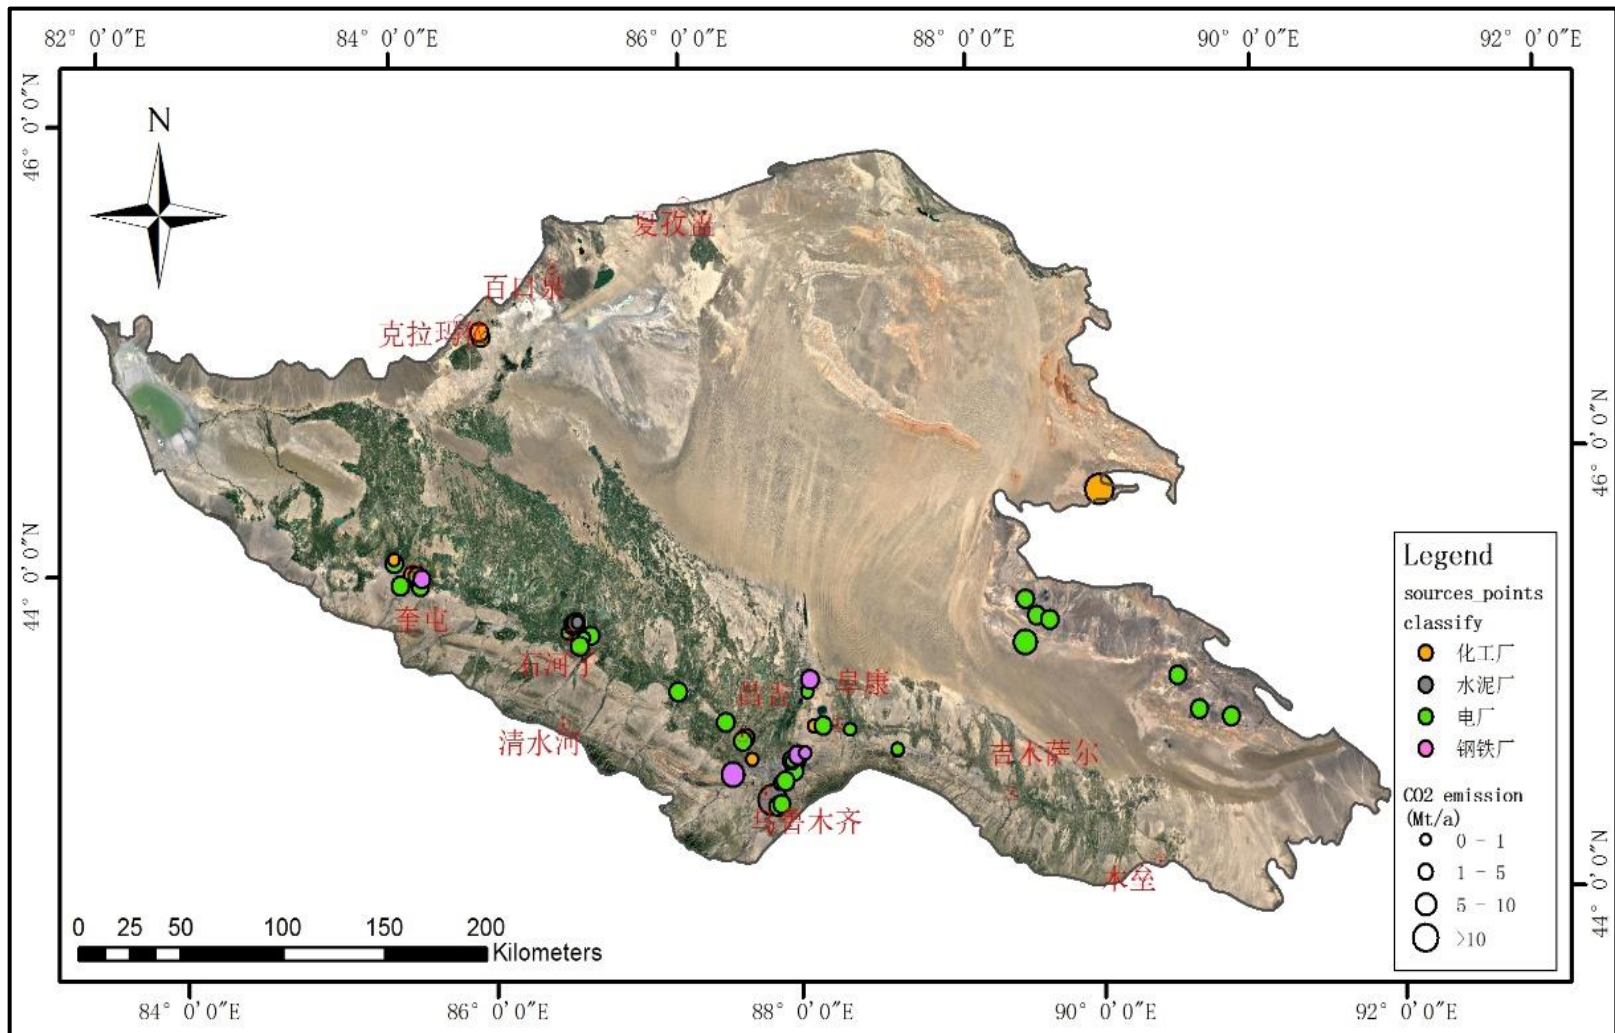 82° 0′0″E
84° 0′0″E
86° 0′0″E
88° 0′0″E
90° 0′0″E
92° 0′0″E
46° 0′0″N
44° 0′0″N
N
夏孜盖
百口泉
克拉玛依
奎屯
石河子
清水河
昌吉
阜康
吉木萨尔
乌鲁木齐
木垒
46° 0′0″N
44° 0′0″N
Legend
sources_points
classify
化工厂
水泥厂
电厂
钢铁厂
CO2 emission
(Mt/a)
0 - 1
1 - 5
5 - 10
>10
0 25 50 100 150 200
Kilometers
84° 0′0″E
86° 0′0″E
88° 0′0″E
90° 0′0″E
92° 0′0″E